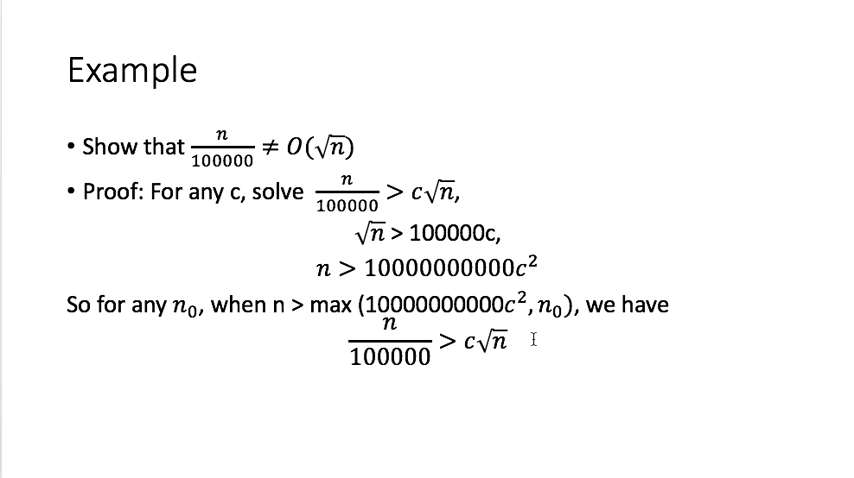 Example
• Show that n/100000 ≠ O(√n)
• Proof: For any c, solve n/100000 > c√n,
√n > 100000c,
n > 10000000000c²
So for any n₀, when n > max (10000000000c², n₀), we have
n/100000 > c√n